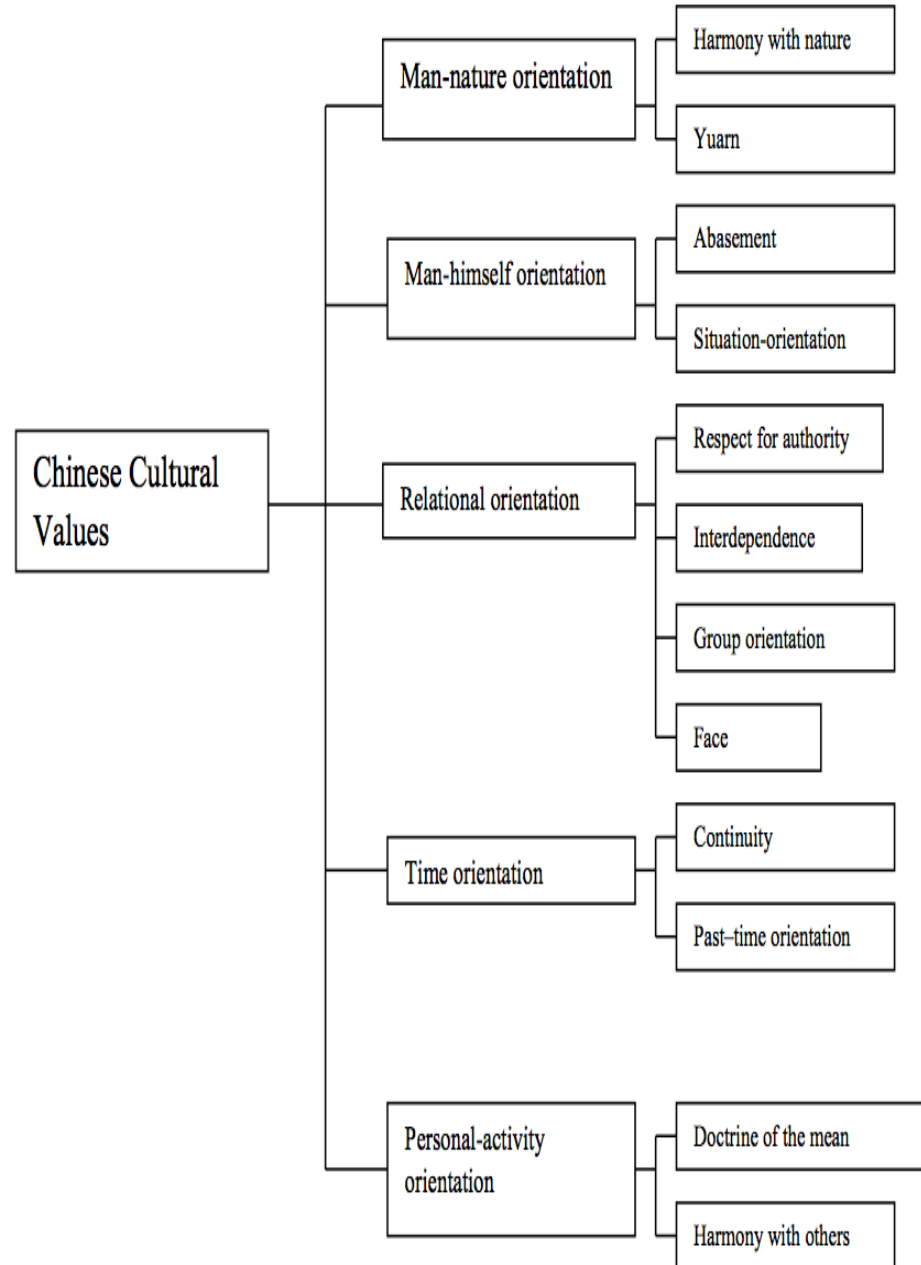 Chinese Cultural
Values
Man-nature orientation
Harmony with nature
Yuarn
Man-himself orientation
Abasement
Situation-orientation
Relational orientation
Respect for authority
Interdependence
Group orientation
Face
Time orientation
Continuity
Past–time orientation
Personal-activity
orientation
Doctrine of the mean
Harmony with others